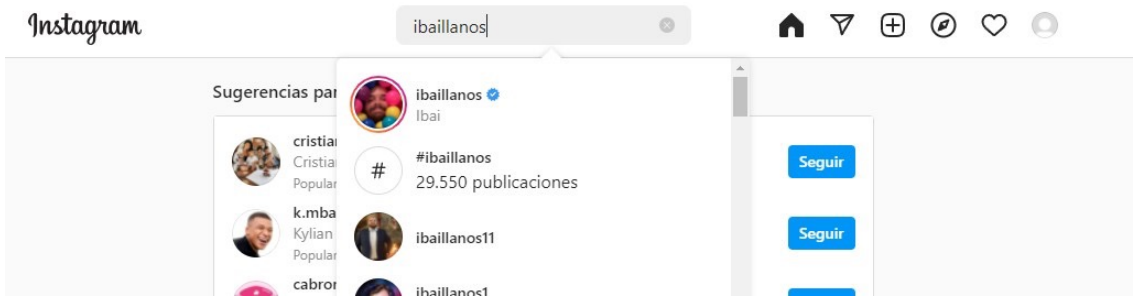 Instagram
ibaillanos
Sugerencias par
ibaillanos
Ibai
#
#ibaillanos
29.550 publicaciones
ibaillanos11
ibaillanos1
cristiar
Cristia
Popular
Seguir
k.mba
Kylian
Popular
Seguir
cabror